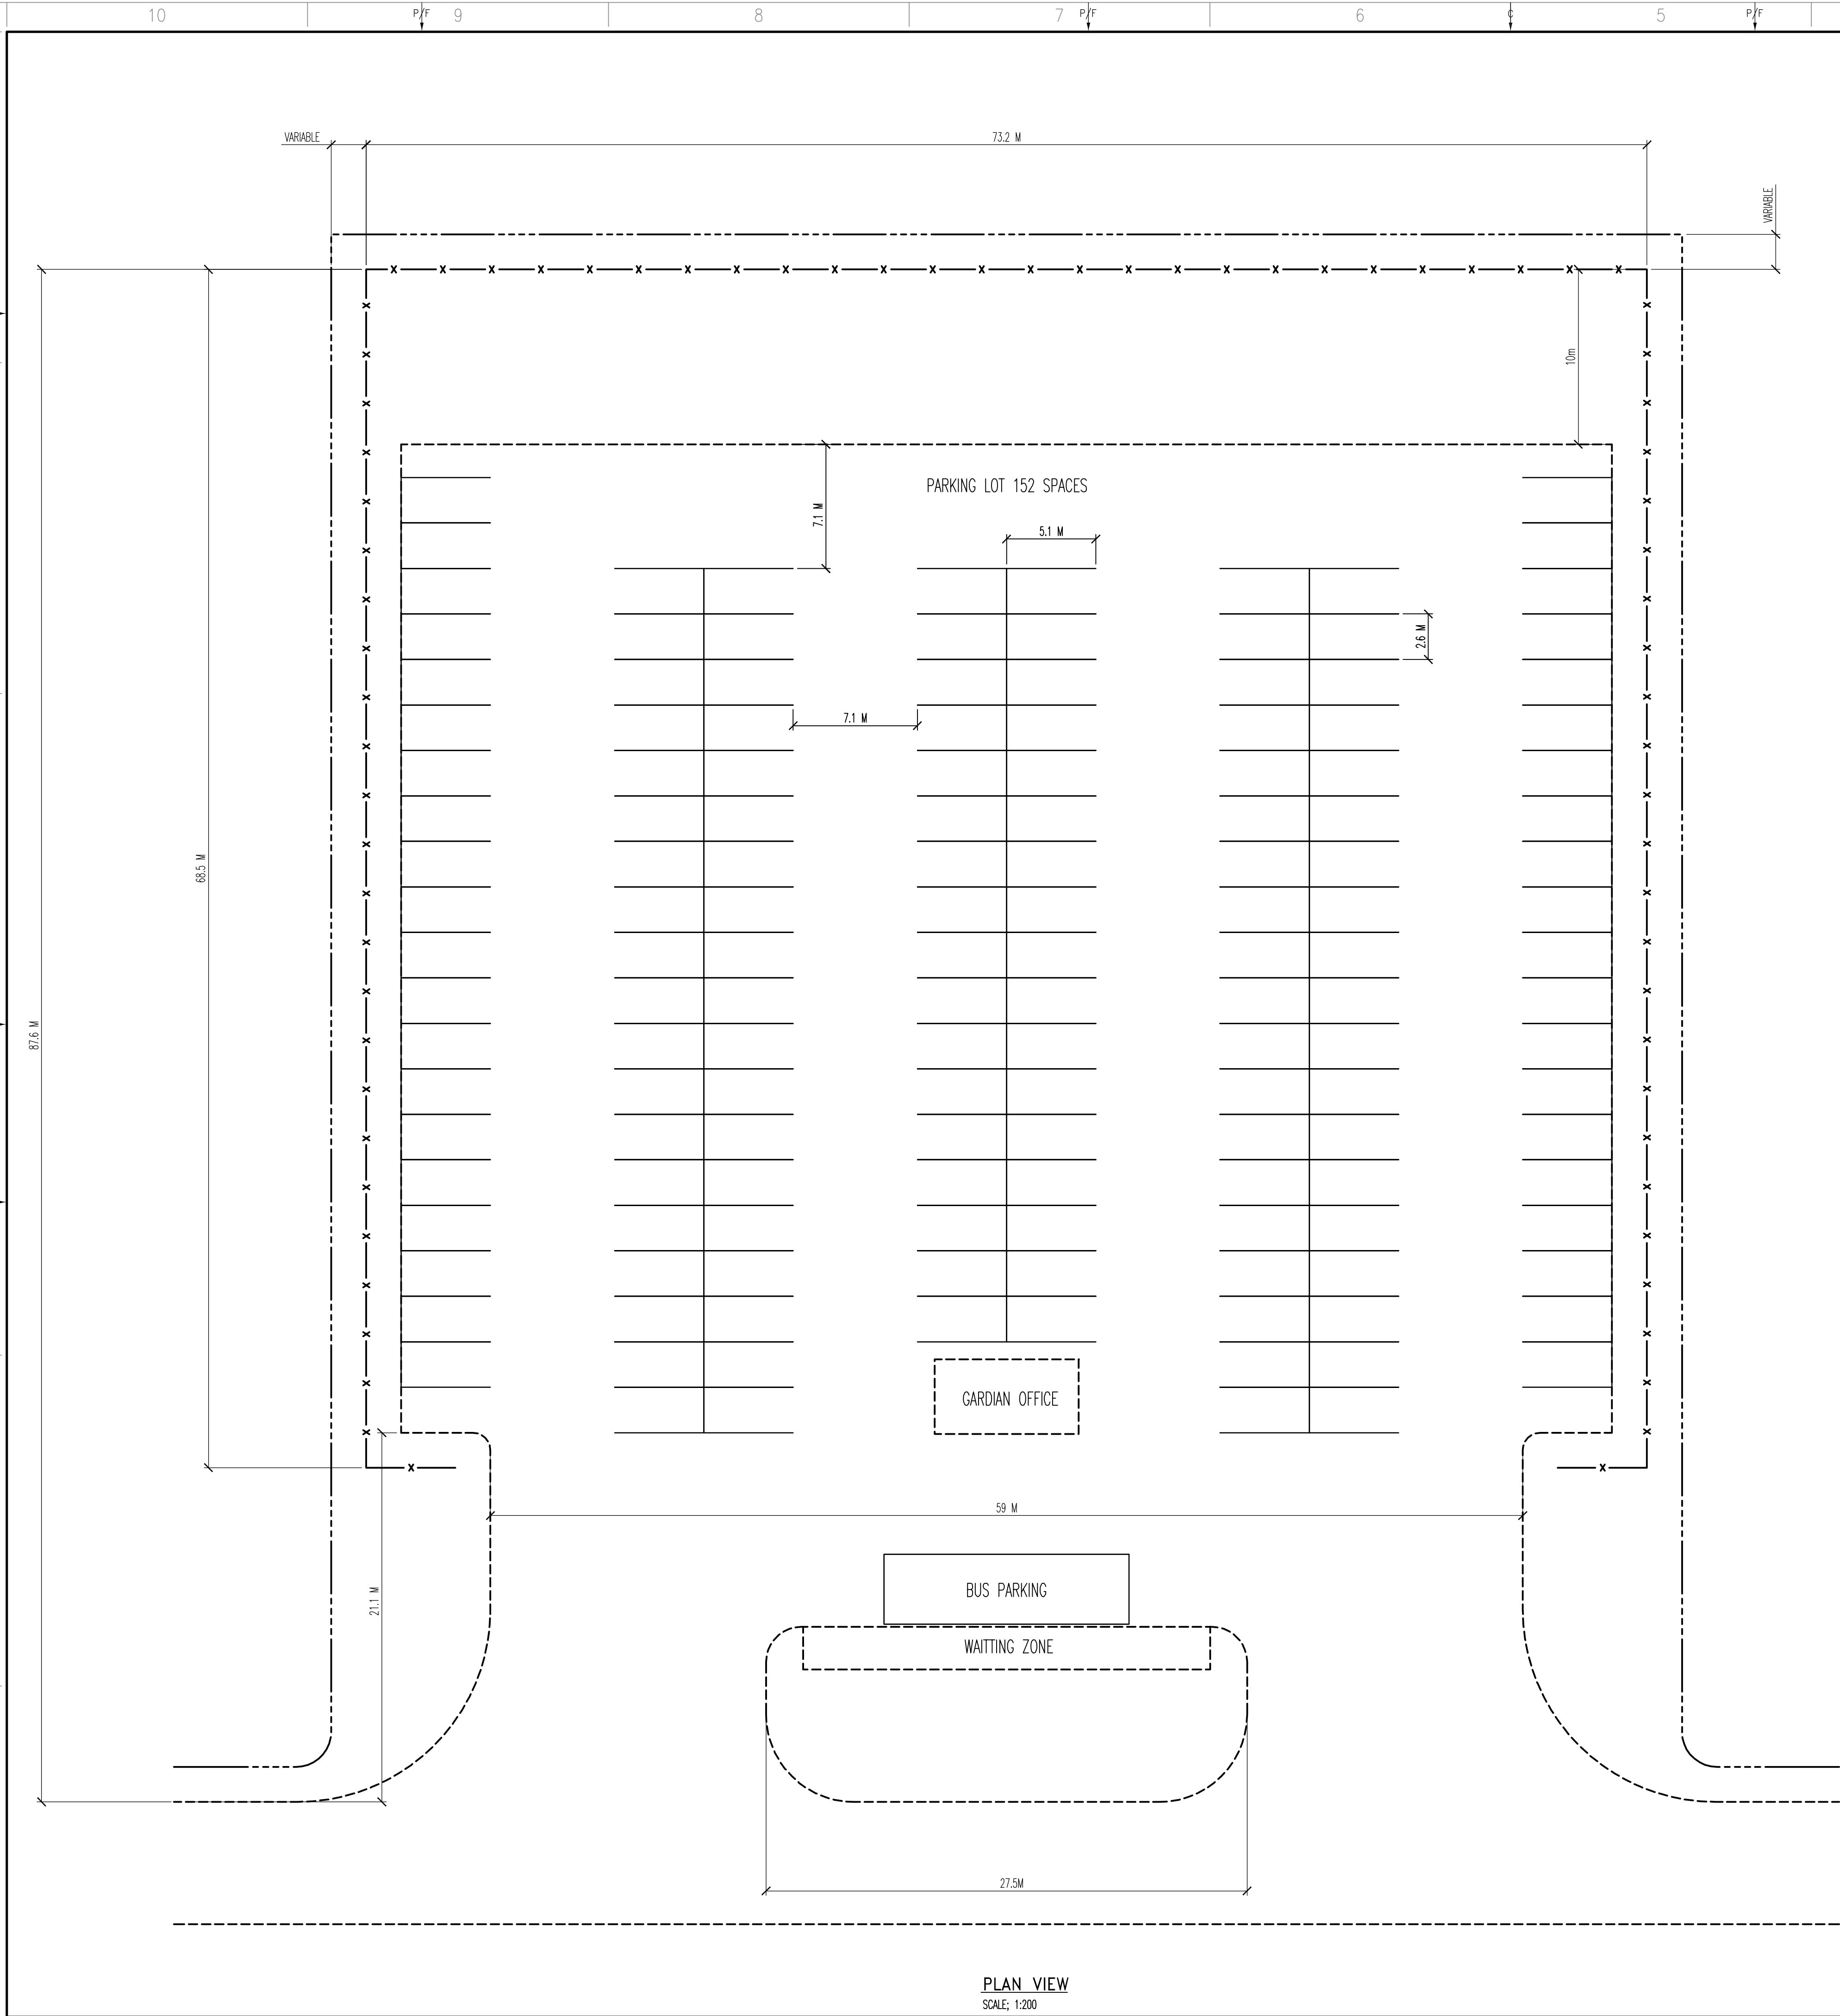 10
P/F
9
8
7
P/F
6
5
P/F
VARIABLE
73.2 M
VARIABLE
10m
PARKING LOT 152 SPACES
7.1 M
5.1 M
2.6 M
7.1 M
68.5 M
87.6 M
GARDIAN OFFICE
59 M
BUS PARKING
21.1 M
WAITTING ZONE
27.5M
PLAN VIEW
SCALE; 1:200